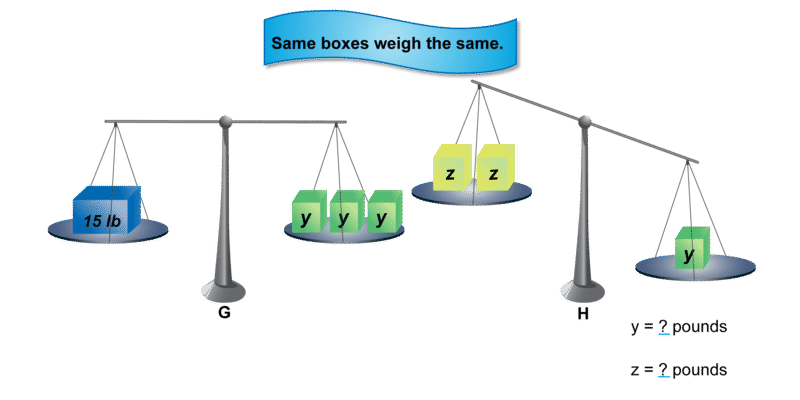 Same boxes weigh the same.
15 lb
y y y
z z
y
G
H
y = ? pounds
z = ? pounds